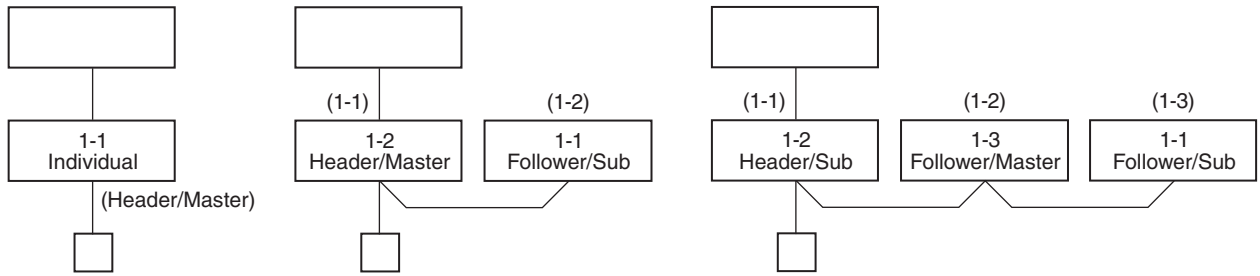 1-1
Individual
(Header/Master)
(1-1)
1-2
Header/Master
(1-2)
1-1
Follower/Sub
(1-1)
1-2
Header/Sub
(1-2)
1-3
Follower/Master
(1-3)
1-1
Follower/Sub